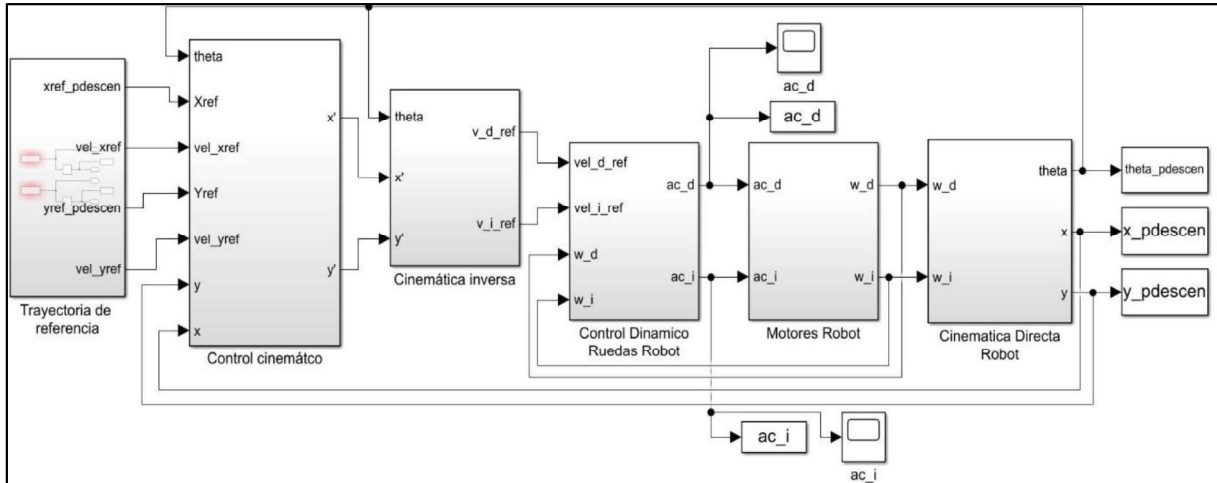 xref_pdescen
vel_xref
yref_pdescen
vel_yref
Trayectoria de
referencia
theta
Xref
vel_xref
Yref
vel_yref
y
x
x'
y'
Control cinemátco
theta
x'
y'
v_d_ref
v_i_ref
Cinemática inversa
vel_d_ref
vel_i_ref
w_d
w_i
ac_d
ac_i
Control Dinamico
Ruedas Robot
ac_d
ac_d
ac_d
ac_i
w_d
w_i
Motores Robot
w_d
w_i
theta
x
y
Cinematica Directa
Robot
theta_pdescen
x_pdescen
y_pdescen
ac_i
ac_i